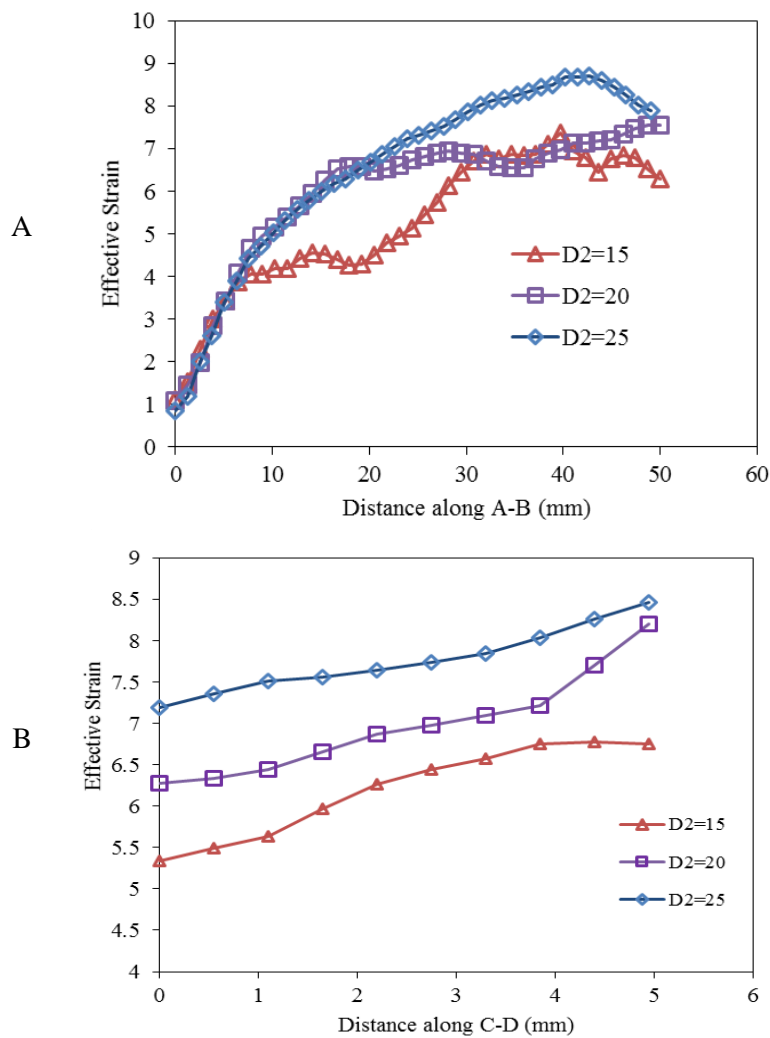 A
Effective Strain
10
9
8
7
6
5
4
3
2
1
0
D2=15
D2=20
D2=25
0 10 20 30 40 50 60
Distance along A-B (mm)
B
Effective Strain
9
8.5
8
7.5
7
6.5
6
5.5
5
4.5
4
D2=15
D2=20
D2=25
0 1 2 3 4 5 6
Distance along C-D (mm)